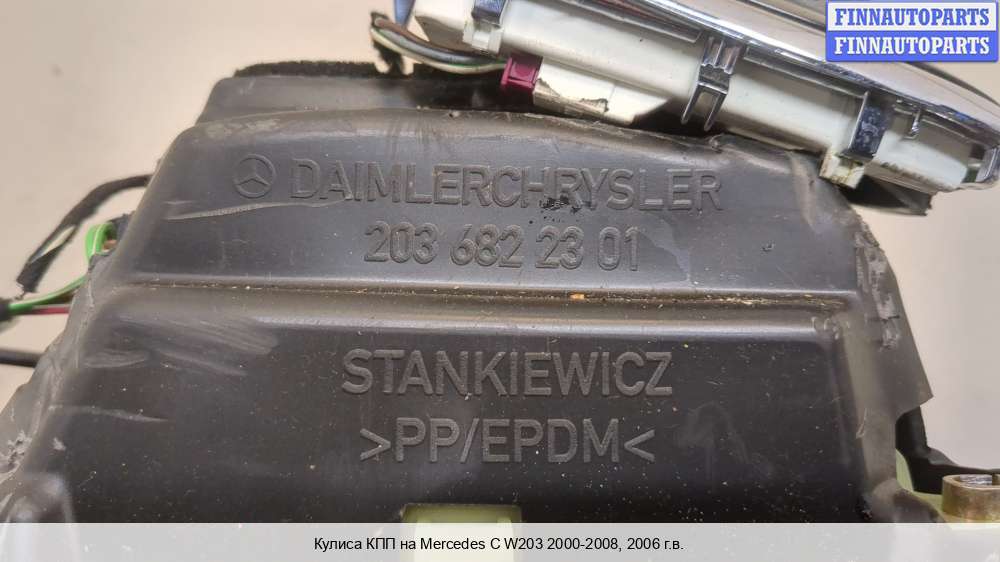 FINNAUTOPARTS
FINNAUTOPARTS
DAIMLERCHRYSLER
203 682 23 01
STANKIEWICZ
>PP/EPDM<
Кулиса КПП на Mercedes C W203 2000-2008, 2006 г.в.